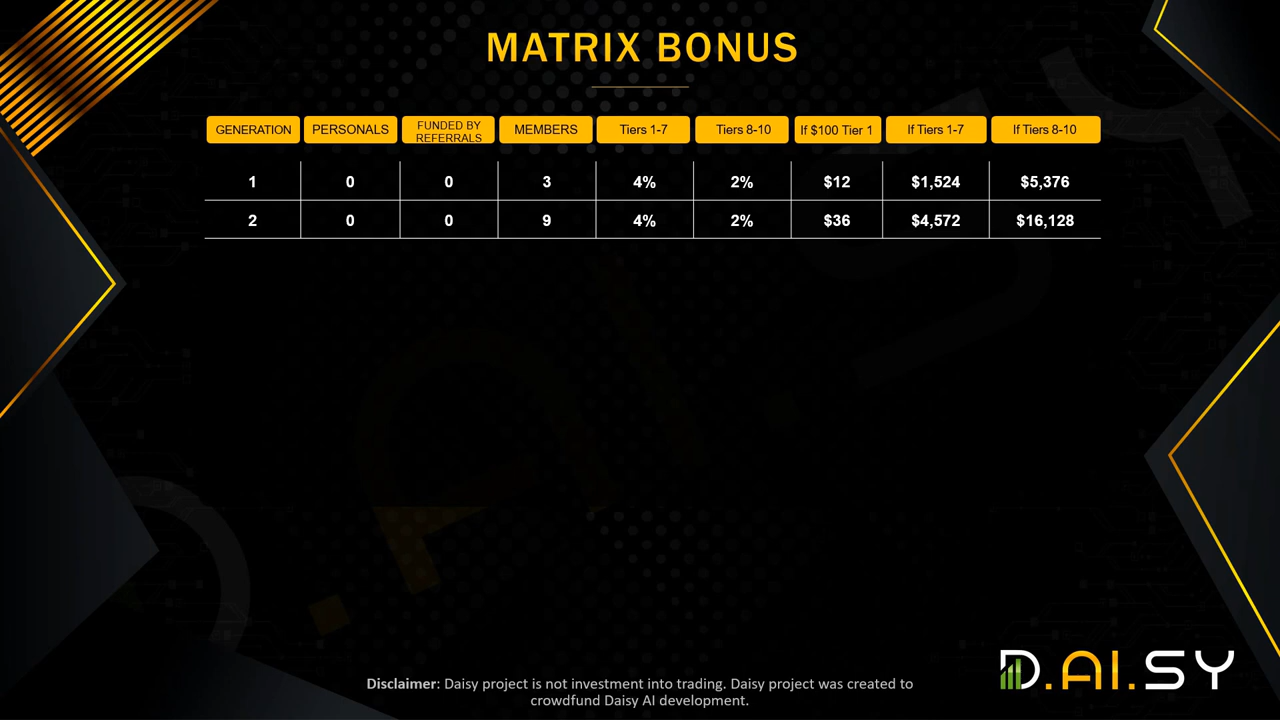 MATRIX BONUS
GENERATION PERSONALS FUNDED BY REFERRALS MEMBERS Tiers 1-7 Tiers 8-10 If $100 Tier 1 If Tiers 1-7 If Tiers 8-10
1 0 0 3 4% 2% $12 $1,524 $5,376
2 0 0 9 4% 2% $36 $4,572 $16,128
Disclaimer: Daisy project is not investment into trading. Daisy project was created to
crowdfund Daisy AI development.
D.AI.SY